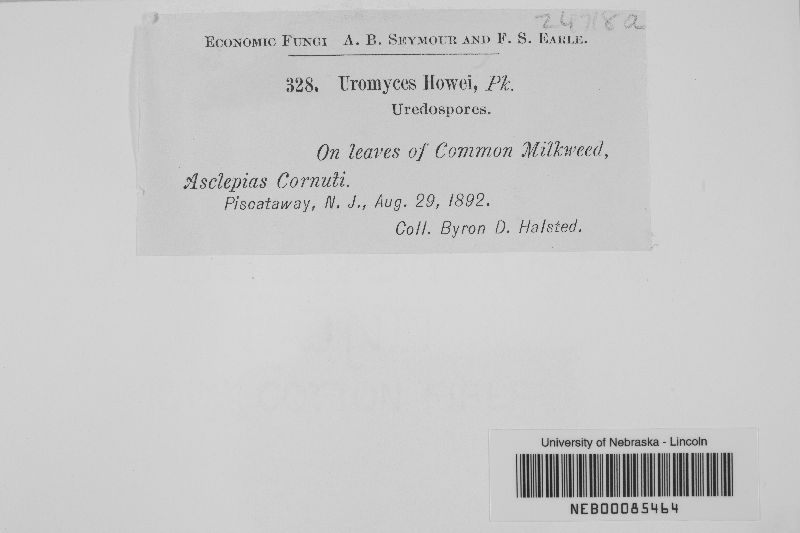 247182
ECONOMIC FUNGI A. B. SEYMOUR AND F. S. EARLE.
328. Uromyces Howei, Pk.
Uredospores.
On leaves of Common Milkweed,
Asclepias Cornuti.
Piscataway, N. J., Aug. 29, 1892.
Coll. Byron D. Halsted.
University of Nebraska - Lincoln
NEB00085464